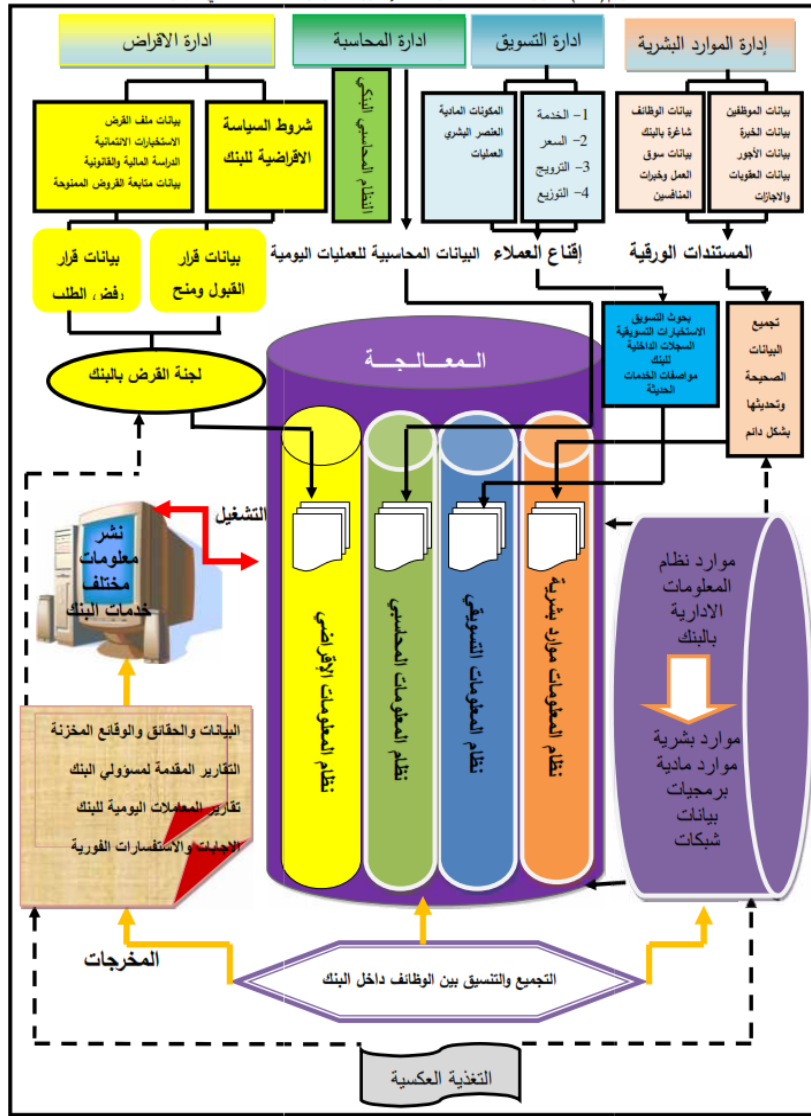 إدارة الموارد البشرية
ادارة التسويق
ادارة المحاسبة
ادارة الاقراض
بيانات الموظفين
بيانات الخبرة
بيانات الأجور
بيانات العقوبات
والاجازات
بيانات الوظائف
شاغرة بالبنك
بيانات سوق
العمل وخبرات
المنافسين
1- الخدمة
2- السعر
3- الترويج
4- التوزيع
المكونات المادية
العنصر البشري
العمليات
النظام المحاسبي البنكي
شروط السياسة
الاقراضية للبنك
بيانات ملف القرض
الاستخبارات الائتمانية
الدراسة المالية والقانونية
بيانات متابعة القروض الممنوحة
المستندات الورقية
إقناع العملاء
البيانات المحاسبية للعمليات اليومية
بيانات قرار
القبول ومنح
بيانات قرار
رفض الطلب
تجميع
البيانات
الصحيحة
وتحديثها
بشكل دائم
بحوث التسويق
الاستخبارات التسويقية
السجلات الداخلية
للبنك
مواصفات الخدمات
الحديثة
المعالجة
لجنة القرض بالبنك
التشغيل
نشر
معلومات
مختلف
خدمات البنك
نظام معلومات موارد بشرية
نظام المعلومات التسويقي
نظام المعلومات المحاسبي
نظام المعلومات الإقراضي
موارد نظام
المعلومات
الادارية
بالبنك
موارد بشرية
موارد مادية
برمجيات
بيانات
شبكات
البيانات والحقائق والوقائع المخزنة
التقارير المقدمة لمسؤولي البنك
تقارير المعاملات اليومية للبنك
الاجابات والاستفسارات الفورية
المخرجات
التجميع والتنسيق بين الوظائف داخل البنك
التغذية العكسية